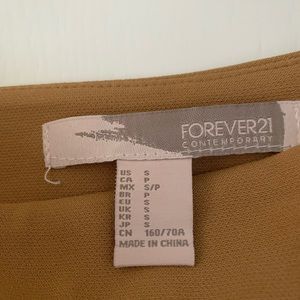 FOREVER21
CONTEMPORARY
US S
CA P
MX S/P
BR P
EU S
UK S
KR S
JP S
CN 160/70A
MADE IN CHINA